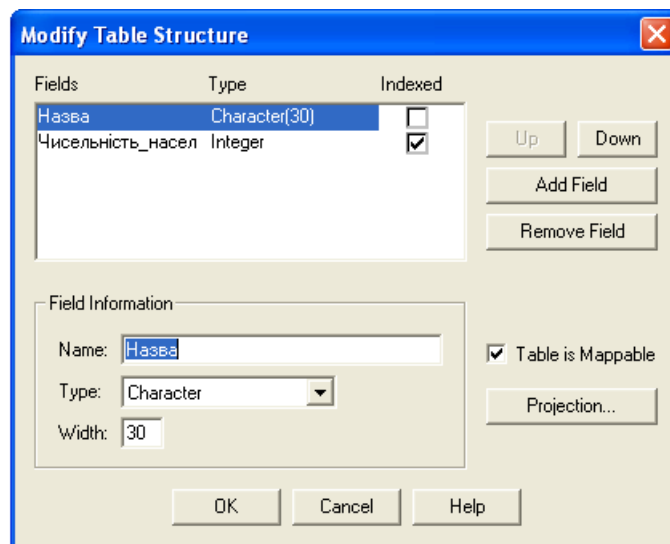 Modify Table Structure
Fields Type Indexed
Назва Character(30)
Чисельність_насел Integer
Up Down
Add Field
Remove Field
Field Information
Name: Назва
Table is Mappable
Type: Character
Projection...
Width: 30
OK Cancel Help